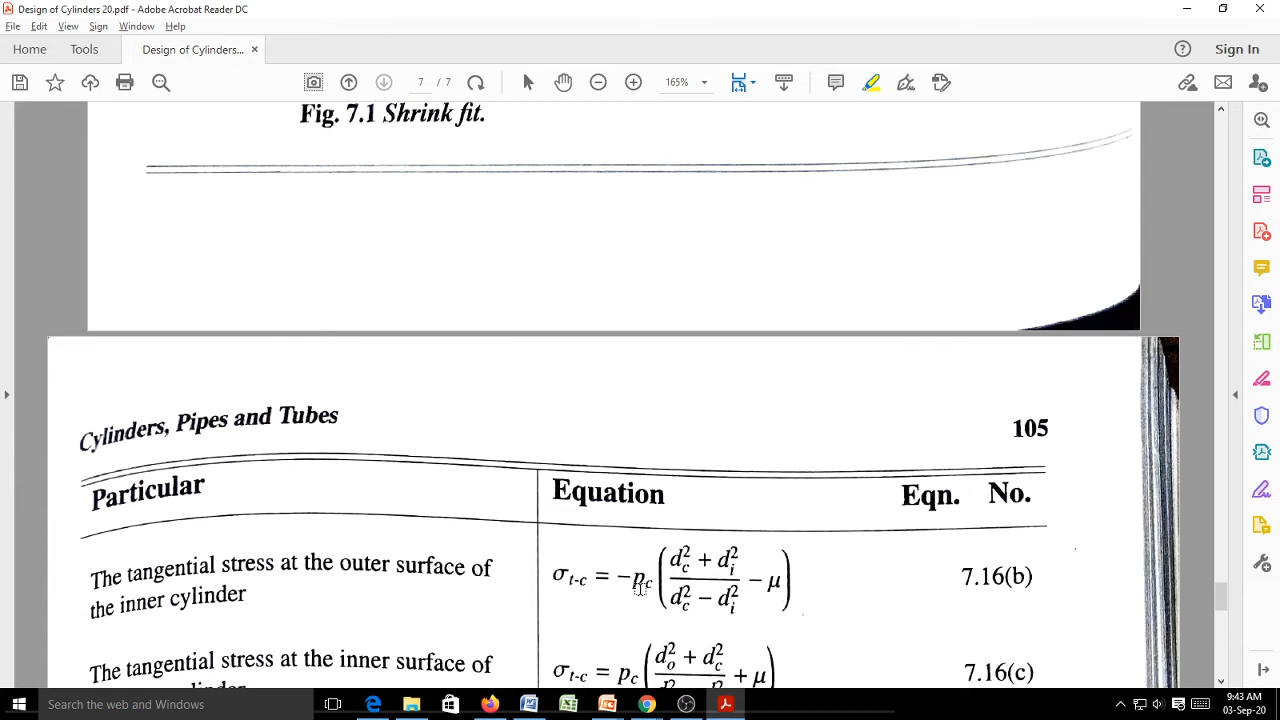 Design of Cylinders 20.pdf - Adobe Acrobat Reader DC
File Edit View Sign Window Help
Home Tools Design of Cylinders... × Sign In
7 / 7 165%
Fig. 7.1 Shrink fit.
Cylinders, Pipes and Tubes 105
Particular Equation Eqn. No.
The tangential stress at the outer surface of
the inner cylinder
σt-c = −pc ( (dc² + di²) / (dc² − di²) − μ ) 7.16(b)
The tangential stress at the inner surface of
σt-c = pc ( do² + dc² + μ ) 7.16(c)
Search the web and Windows
9:43 AM
03-Sep-20